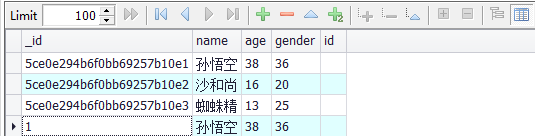 Limit 100
_id name age gender id
5ce0e294b6f0bb69257b10e1 孙悟空 38 36
5ce0e294b6f0bb69257b10e2 沙和尚 16 20
5ce0e294b6f0bb69257b10e3 蜘蛛精 13 25
1 孙悟空 38 36